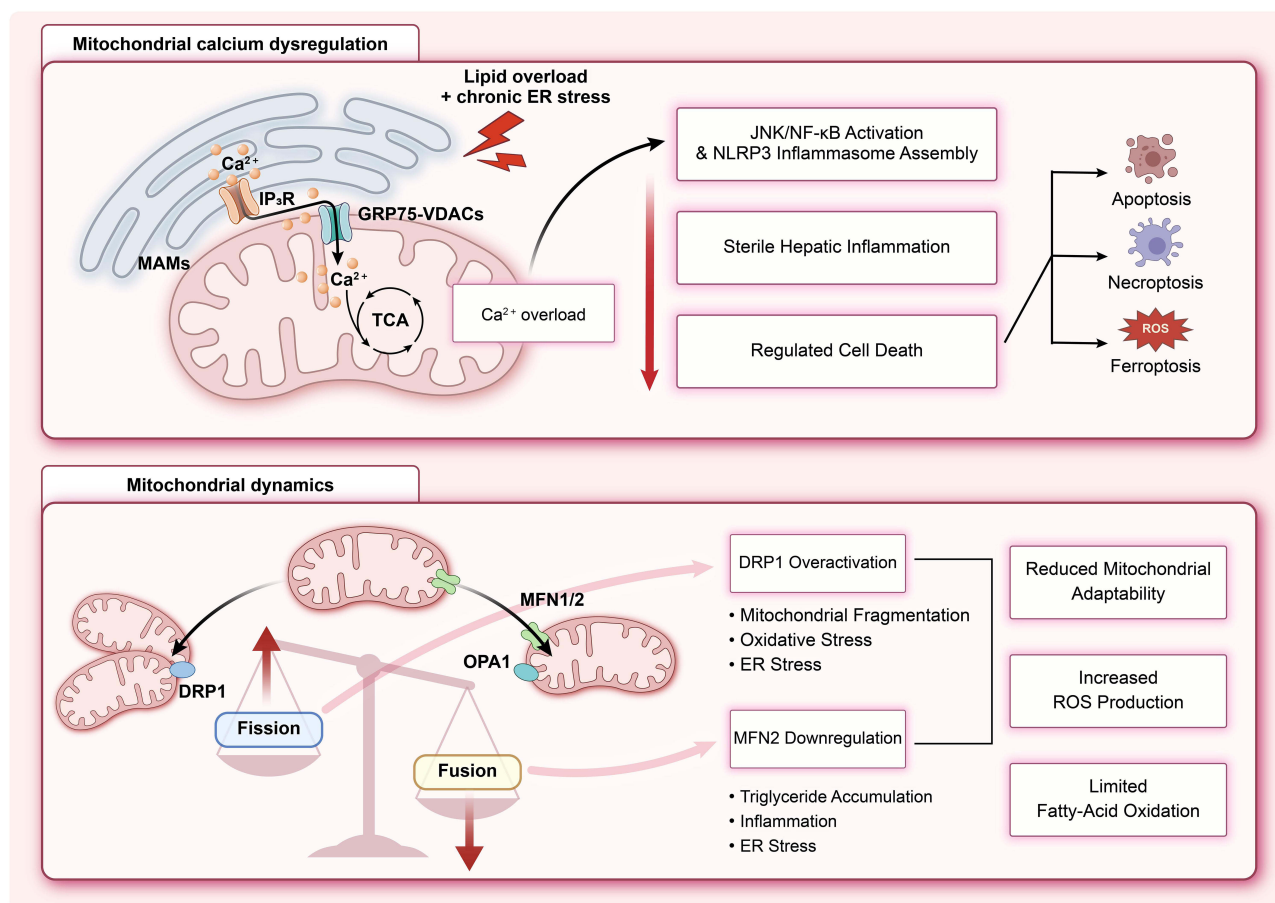 Mitochondrial calcium dysregulation
Lipid overload
+ chronic ER stress
Ca²⁺
IP₃R
GRP75-VDACs
MAMs
Ca²⁺
TCA
Ca²⁺ overload
JNK/NF-κB Activation
& NLRP3 Inflammasome Assembly
Sterile Hepatic Inflammation
Regulated Cell Death
Apoptosis
Necroptosis
ROS
Ferroptosis
Mitochondrial dynamics
MFN1/2
OPA1
DRP1
Fission
Fusion
DRP1 Overactivation
• Mitochondrial Fragmentation
• Oxidative Stress
• ER Stress
MFN2 Downregulation
• Triglyceride Accumulation
• Inflammation
• ER Stress
Reduced Mitochondrial
Adaptability
Increased
ROS Production
Limited
Fatty-Acid Oxidation